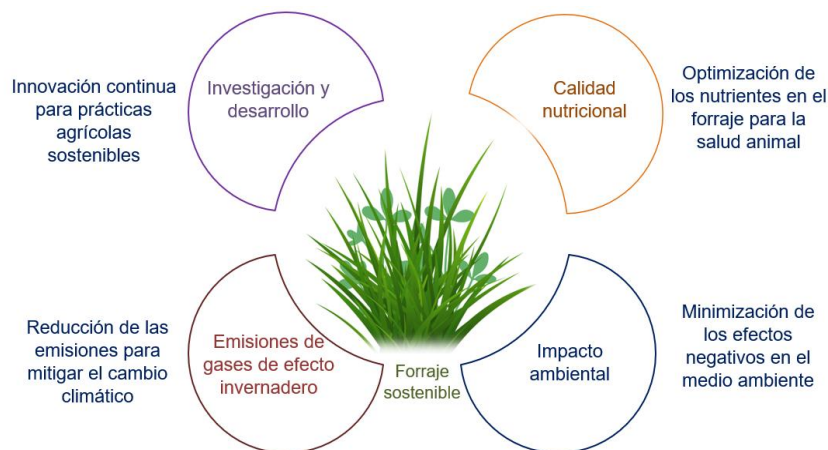 Innovación continua
para prácticas
agrícolas
sostenibles
Investigación y
desarrollo
Calidad
nutricional
Optimización de
los nutrientes en el
forraje para la
salud animal
Reducción de las
emisiones para
mitigar el cambio
climático
Emisiones de
gases de efecto
invernadero
Forraje
sostenible
Impacto
ambiental
Minimización de
los efectos
negativos en el
medio ambiente